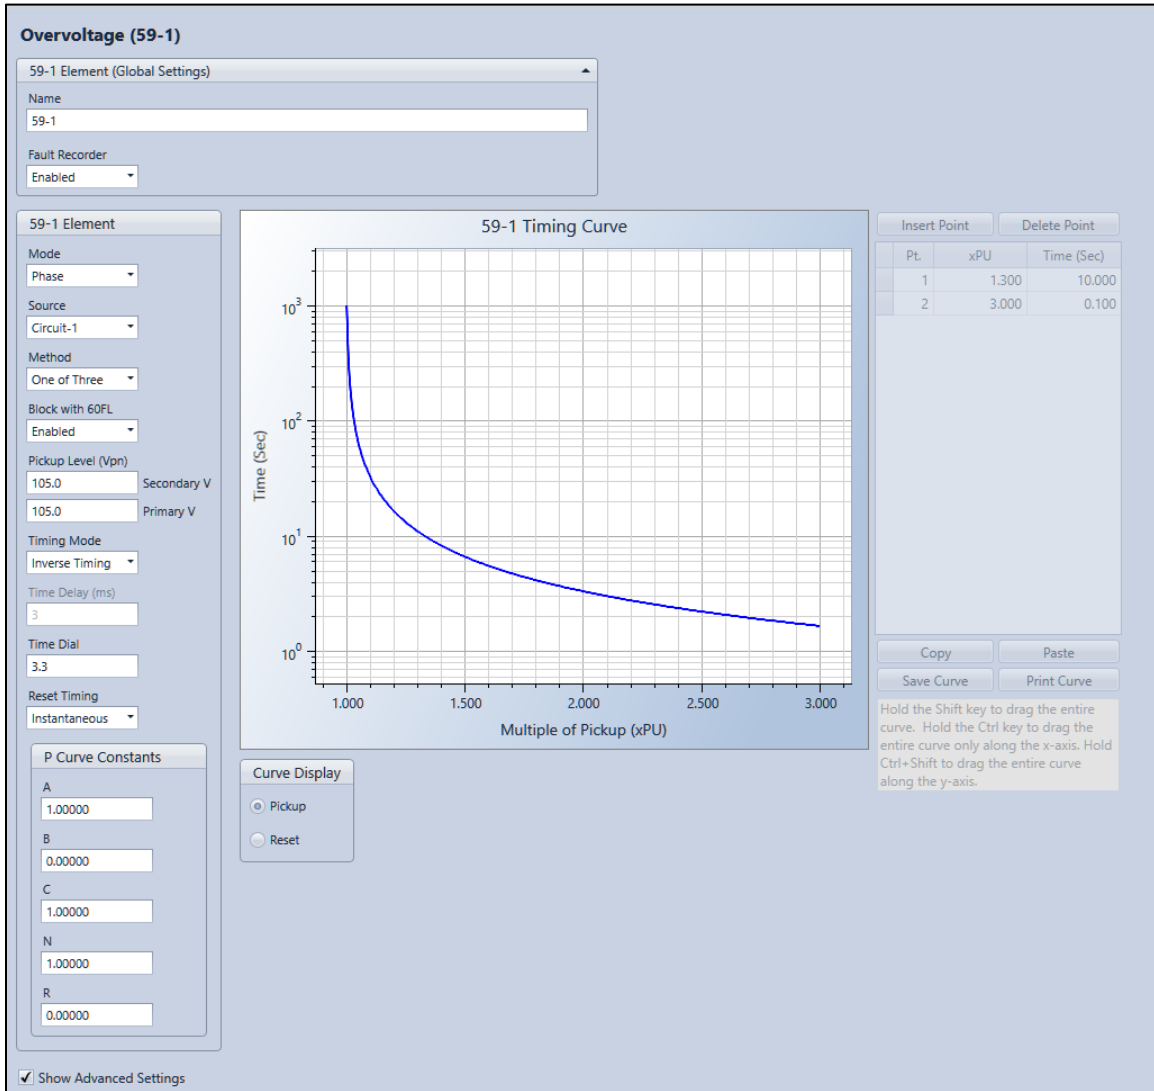 Overvoltage (59-1)
59-1 Element (Global Settings)
Name
59-1
Fault Recorder
Enabled
59-1 Element
Mode
Phase
Source
Circuit-1
Method
One of Three
Block with 60FL
Enabled
Pickup Level (Vpn)
105.0 Secondary V
105.0 Primary V
Timing Mode
Inverse Timing
Time Delay (ms)
3
Time Dial
3.3
Reset Timing
Instantaneous
P Curve Constants
A
1.00000
B
0.00000
C
1.00000
N
1.00000
R
0.00000
Show Advanced Settings
59-1 Timing Curve
Time (Sec)
10³
10²
10¹
10⁰
1.000 1.500 2.000 2.500 3.000
Multiple of Pickup (xPU)
Curve Display
Pickup
Reset
Insert Point Delete Point
Pt. xPU Time (Sec)
1 1.300 10.000
2 3.000 0.100
Copy Paste
Save Curve Print Curve
Hold the Shift key to drag the entire
curve. Hold the Ctrl key to drag the
entire curve only along the x-axis. Hold
Ctrl+Shift to drag the entire curve
along the y-axis.